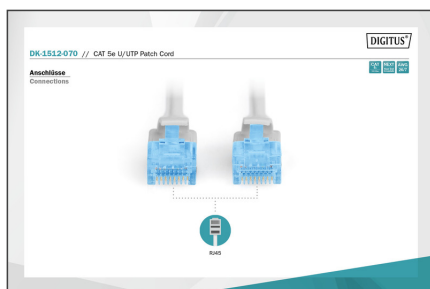 DIGITUS®
DK-1512-070 // CAT 5e U/UTP Patch Cord
Anschlüsse
Connections
RJ45